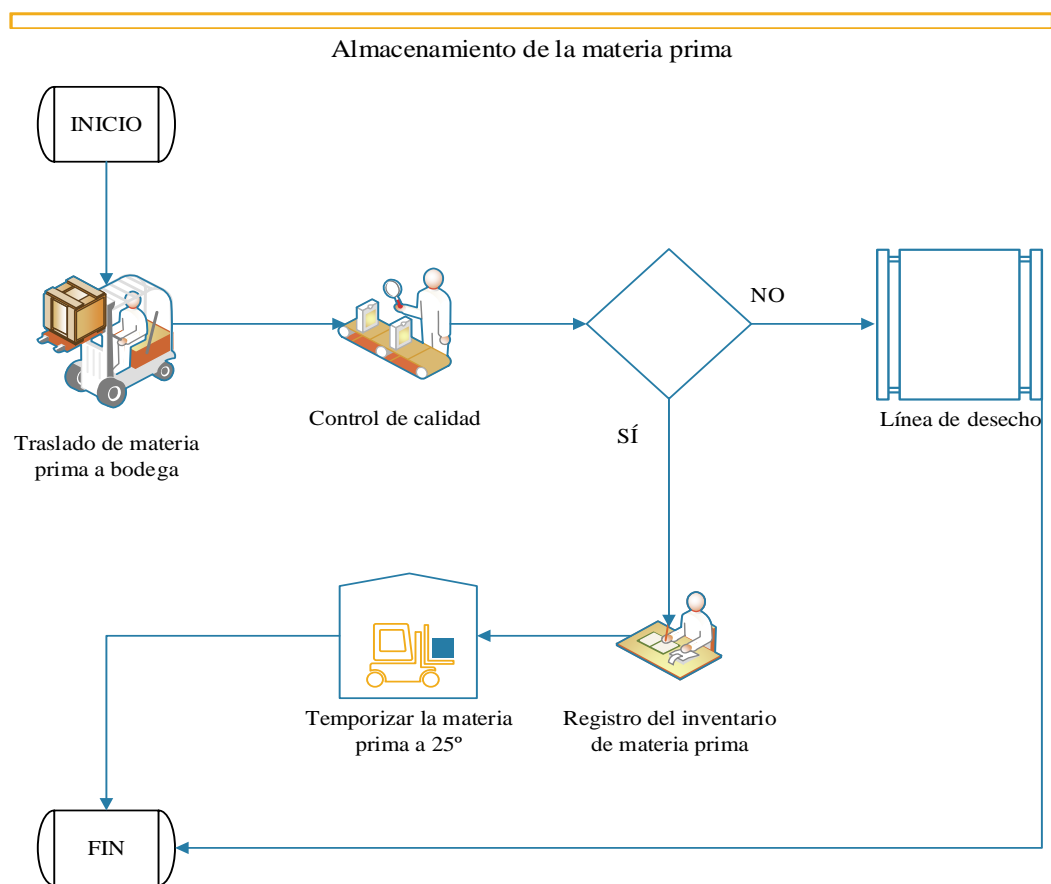 Almacenamiento de la materia prima
INICIO
NO
Control de calidad
Línea de desecho
SÍ
Traslado de materia
prima a bodega
Temporizar la materia
prima a 25º
Registro del inventario
de materia prima
FIN